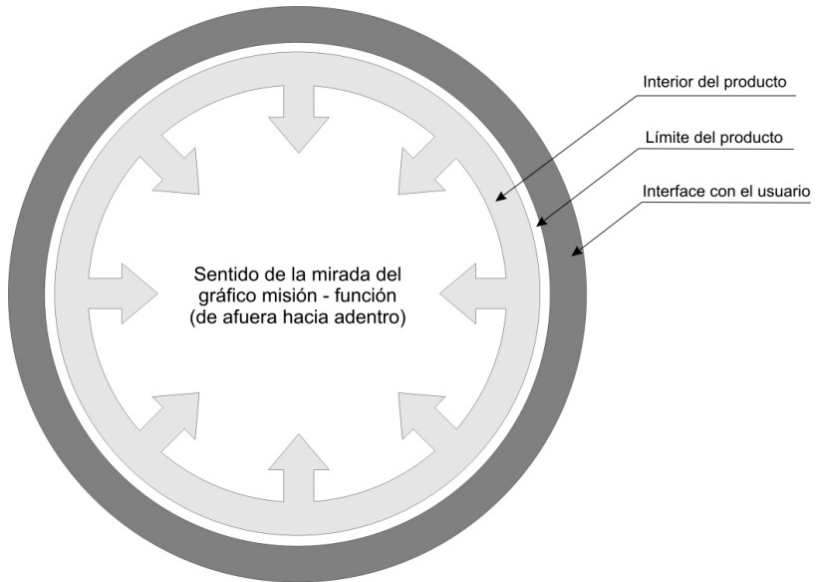 Interior del producto
Límite del producto
Interface con el usuario
Sentido de la mirada del
gráfico misión - función
(de afuera hacia adentro)